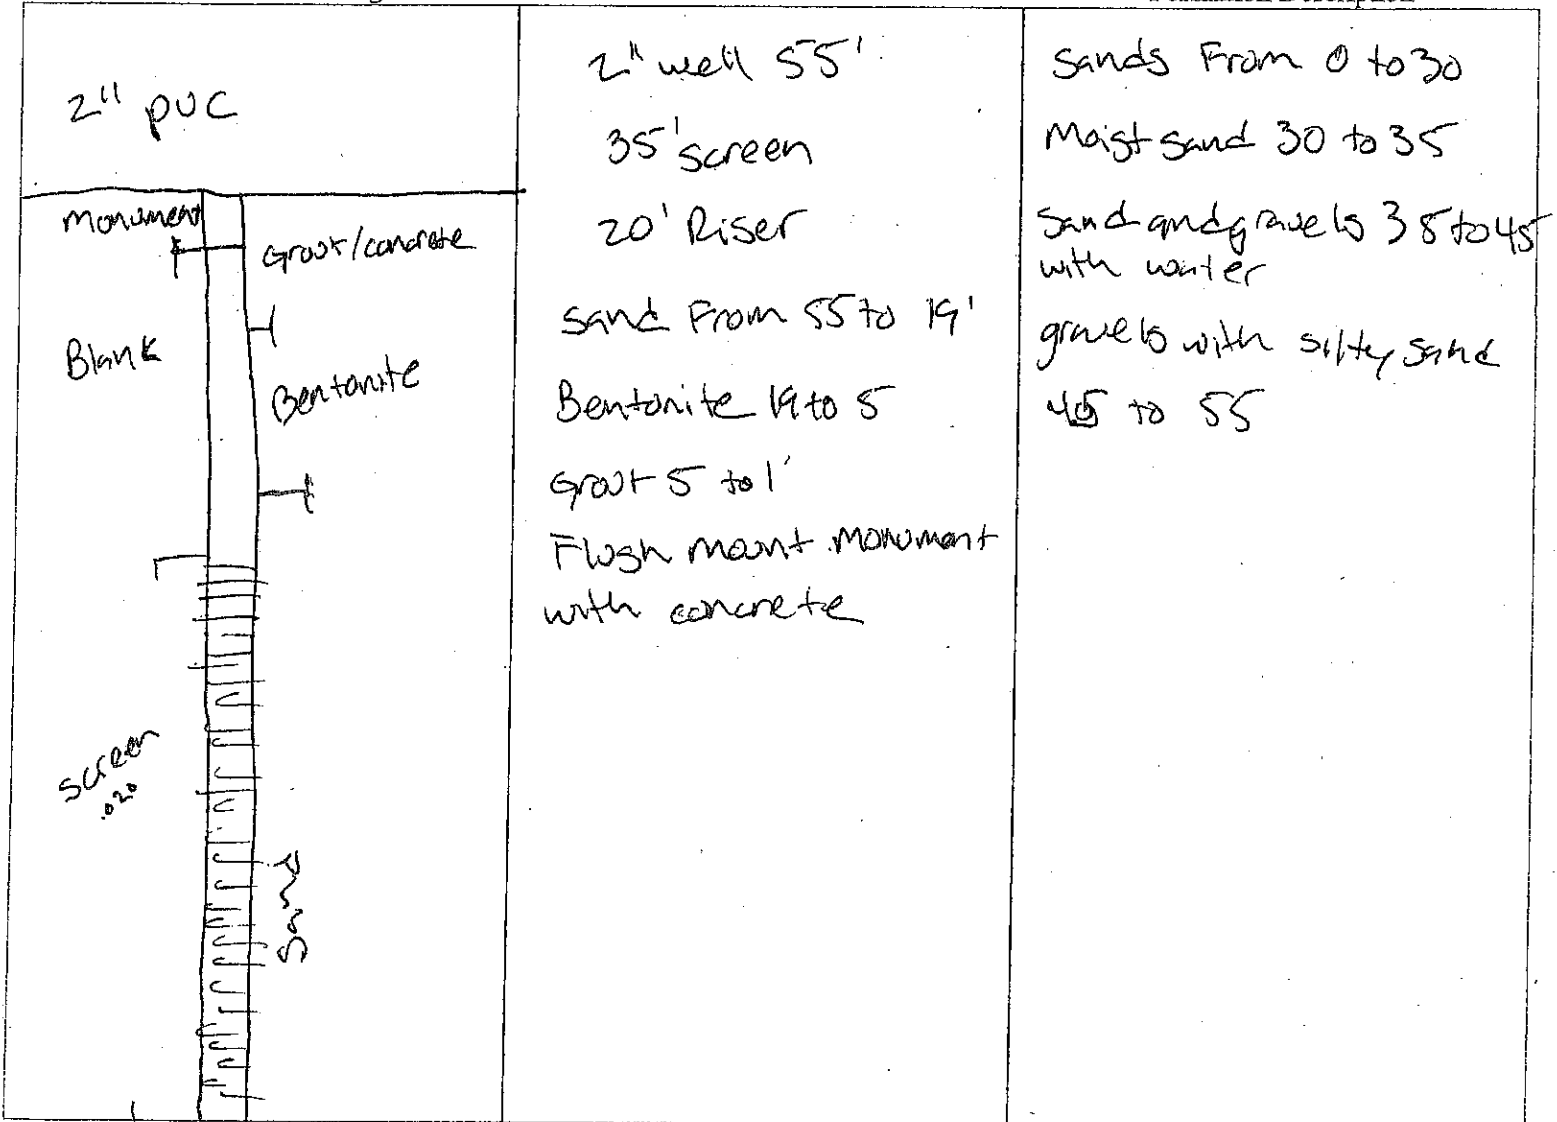 Formation Description
2" PVC
Monument
Grout/concrete
Blank
Bentonite
Screen
.020
Sand
2" well 55'
35' screen
20' Riser
Sand From 55 to 19'
Bentonite 19 to 5
Grout 5 to 1'
Flush mount Monument
with concrete
Sands From 0 to 30
Moist sand 30 to 35
Sand and gravels 35 to 45
with water
gravels with silty sand
45 to 55